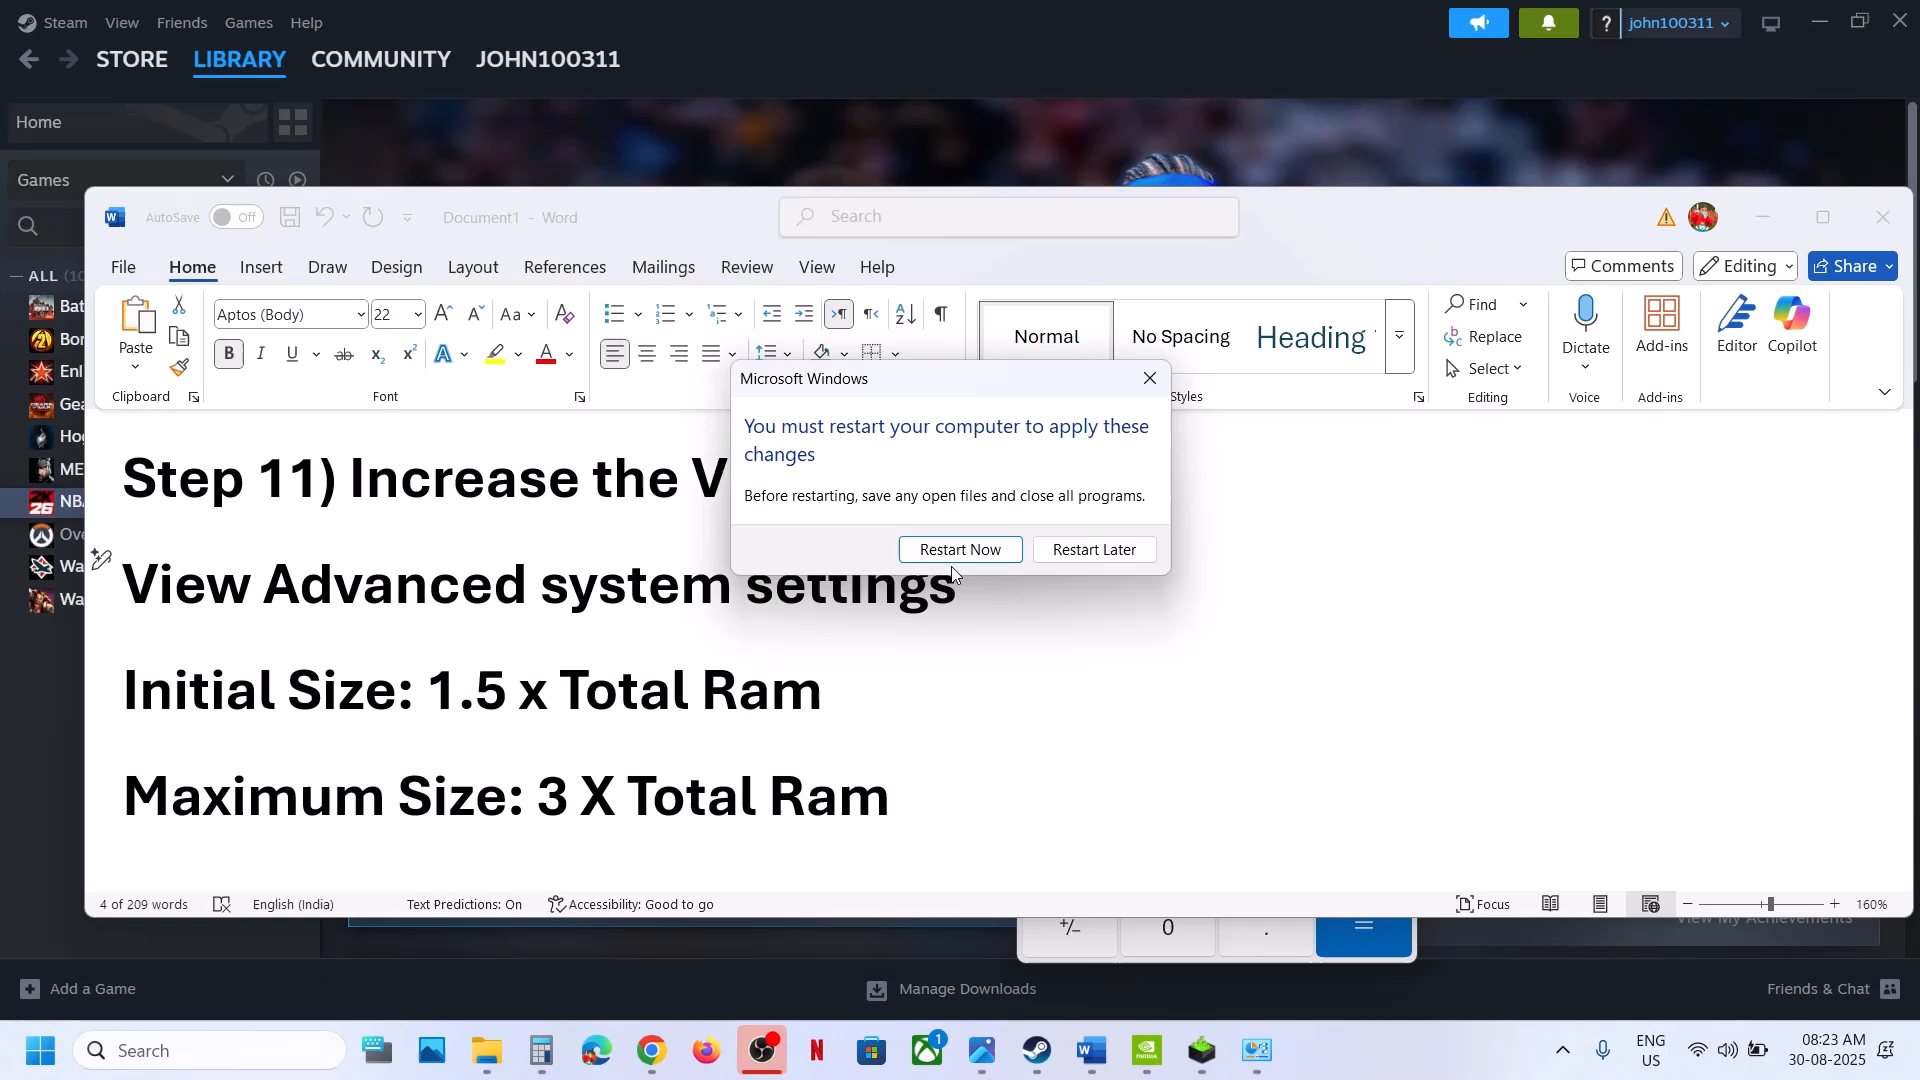 Steam View Friends Games Help
? john100311
STORE LIBRARY COMMUNITY JOHN100311
Home
Games
AutoSave Off Document1 - Word Search
ALL
File Home Insert Draw Design Layout References Mailings Review View Help Comments Editing Share
Paste Aptos (Body) 22 Normal No Spacing Heading Find Replace Select Dictate Add-ins Editor Copilot
Clipboard Font Styles Editing Voice Add-ins
Microsoft Windows
You must restart your computer to apply these
changes
Before restarting, save any open files and close all programs.
Restart Now Restart Later
Step 11) Increase the V
View Advanced system settings
Initial Size: 1.5 x Total Ram
Maximum Size: 3 X Total Ram
4 of 209 words English (India) Text Predictions: On Accessibility: Good to go Focus 160%
View My Achievements
+/- 0 . =
Add a Game Manage Downloads Friends & Chat
Search
ENG
US
08:23 AM
30-08-2025